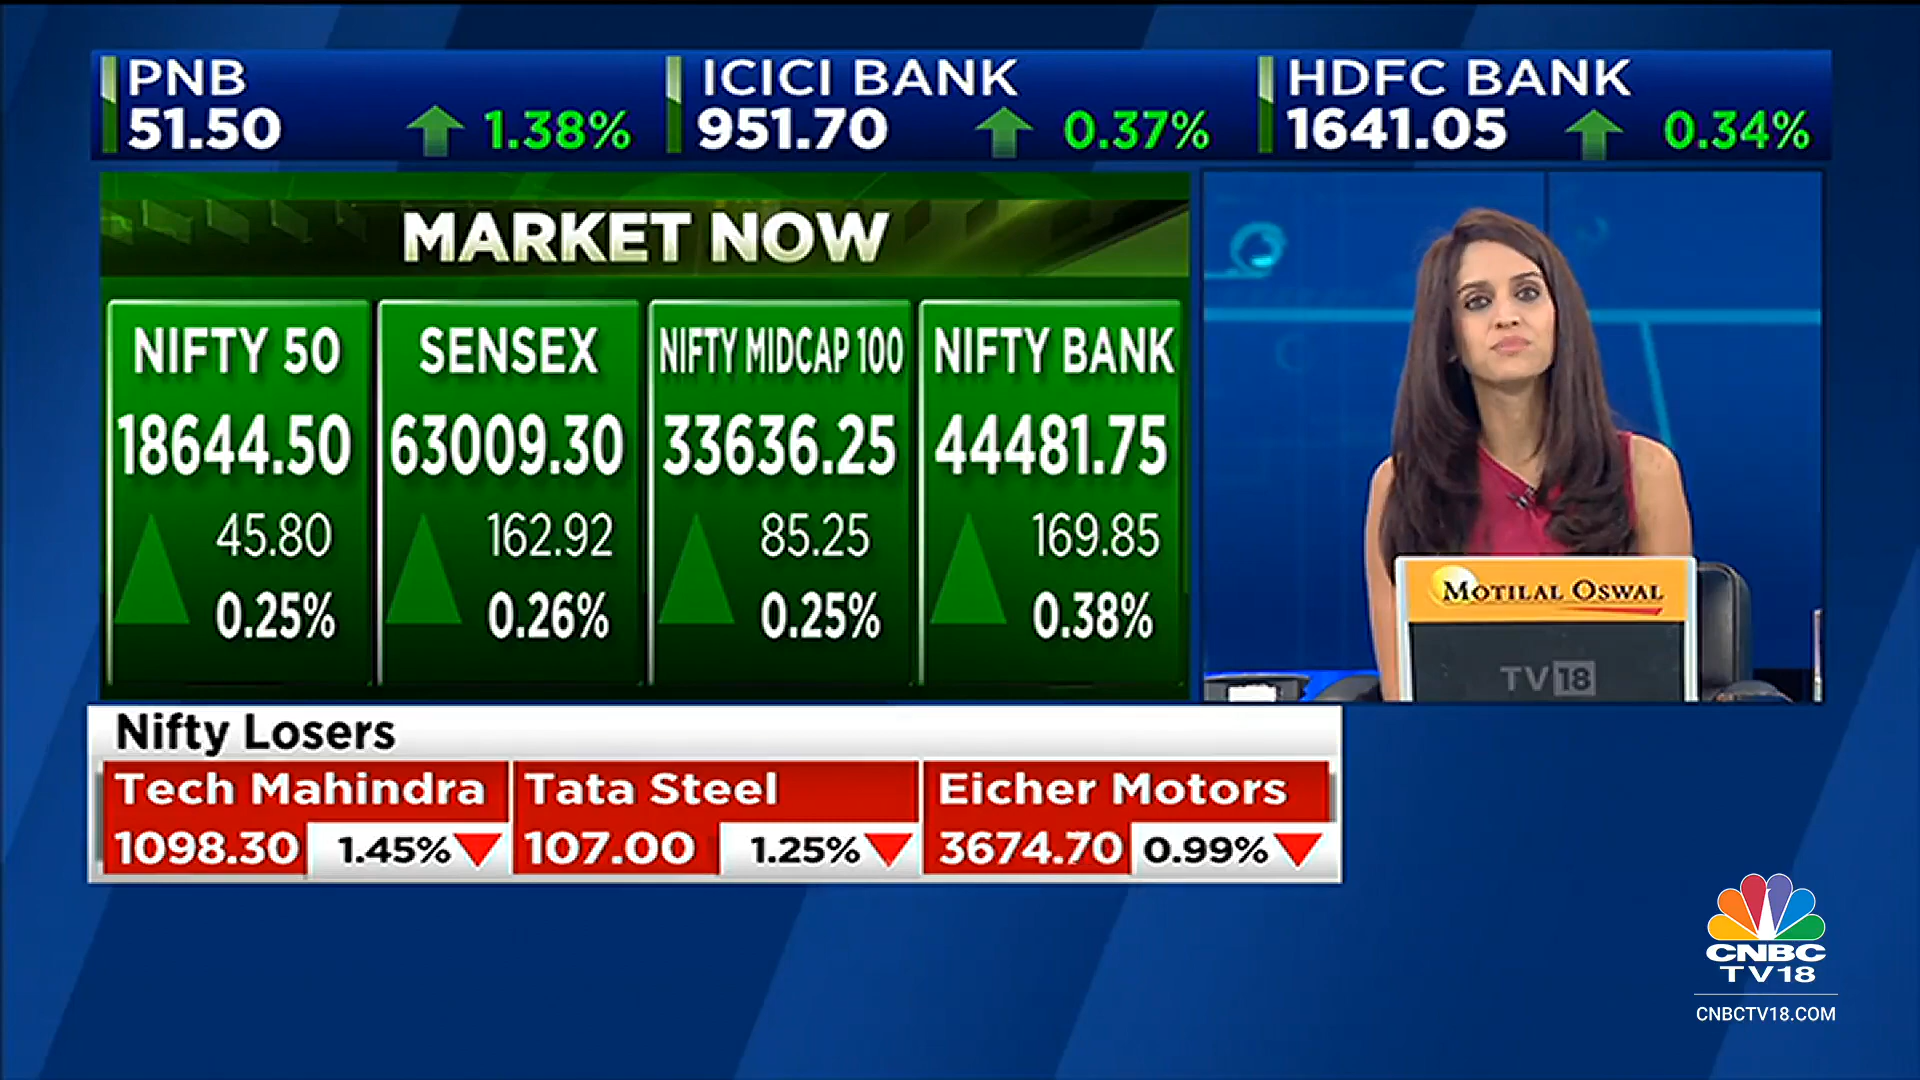 PNB
51.50 1.38%
ICICI BANK
951.70 0.37%
HDFC BANK
1641.05 0.34%
MARKET NOW
NIFTY 50
18644.50
45.80
0.25%
SENSEX
63009.30
162.92
0.26%
NIFTY MIDCAP 100
33636.25
85.25
0.25%
NIFTY BANK
44481.75
169.85
0.38%
MOTILAL OSWAL
TV18
Nifty Losers
Tech Mahindra
1098.30 1.45%
Tata Steel
107.00 1.25%
Eicher Motors
3674.70 0.99%
CNBC
TV18
CNBCTV18.COM